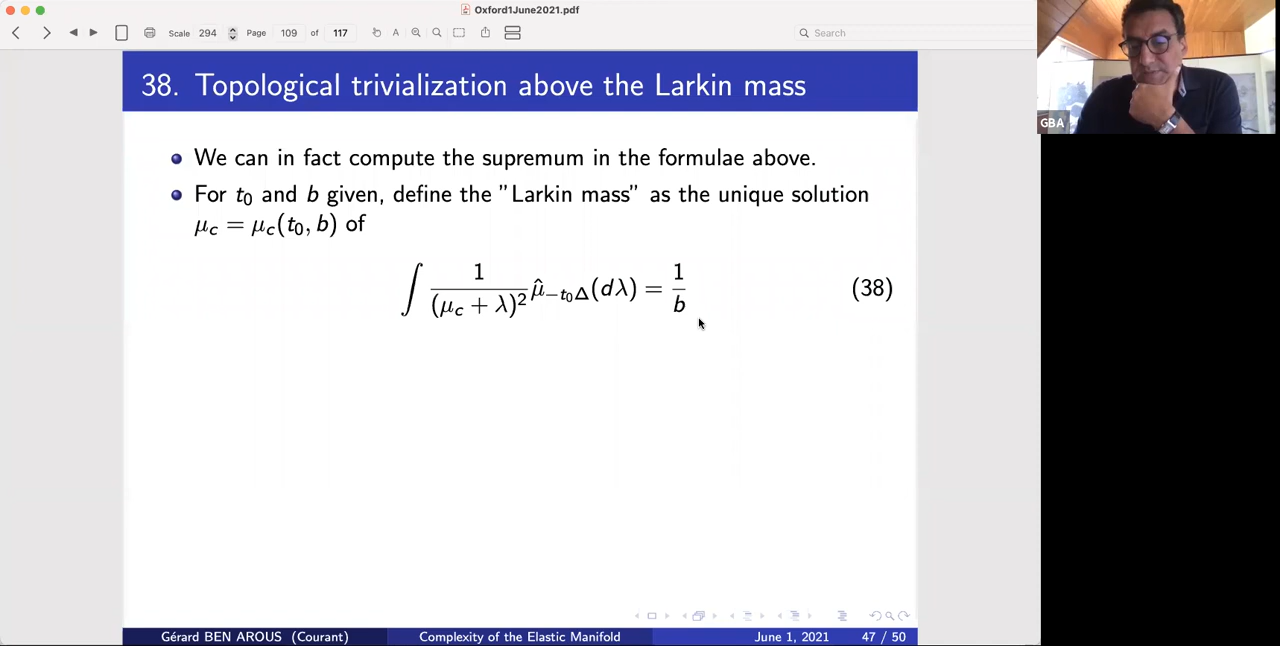 Oxford1June2021.pdf
Scale 294 Page 109 of 117 A Search
GBA
38. Topological trivialization above the Larkin mass
We can in fact compute the supremum in the formulae above.
For t₀ and b given, define the ”Larkin mass” as the unique solution
μ_c = μ_c(t₀, b) of
∫ 1/(μ_c + λ)² μ̂_{−t₀Δ}(dλ) = 1/b (38)
Gérard BEN AROUS (Courant) Complexity of the Elastic Manifold June 1, 2021 47 / 50